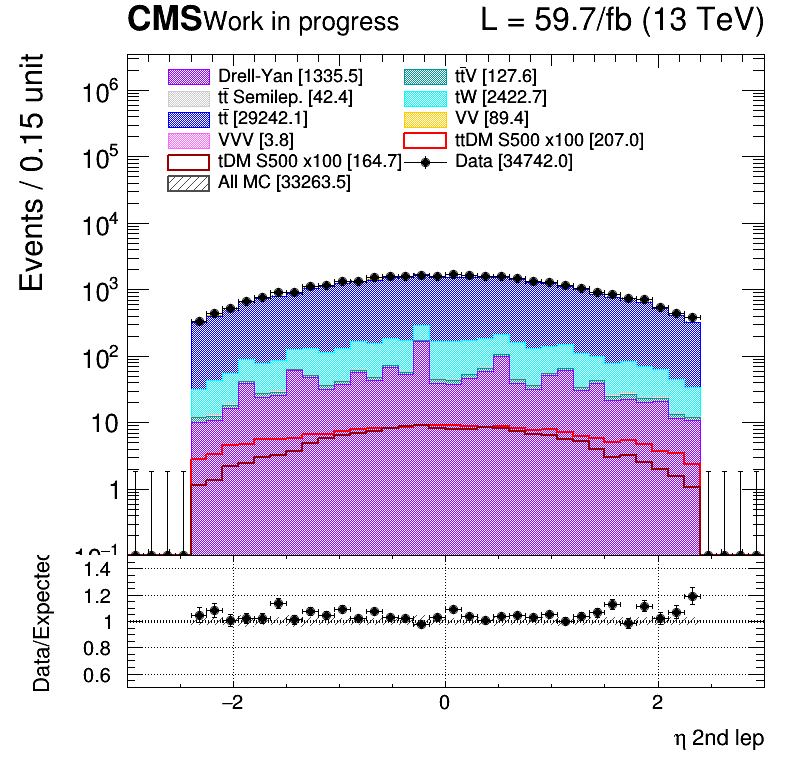 CMS Work in progress L = 59.7/fb (13 TeV)
Events / 0.15 unit
Drell-Yan [1335.5] tt̄V [127.6]
tt̄ Semilep. [42.4] tW [2422.7]
tt̄ [29242.1] VV [89.4]
VVV [3.8] ttDM S500 x100 [207.0]
tDM S500 x100 [164.7] Data [34742.0]
All MC [33263.5]
10⁶
10⁵
10⁴
10³
10²
10
1
10⁻¹
Data/Expected
1.4
1.2
1
0.8
0.6
−2 0 2
η 2nd lep